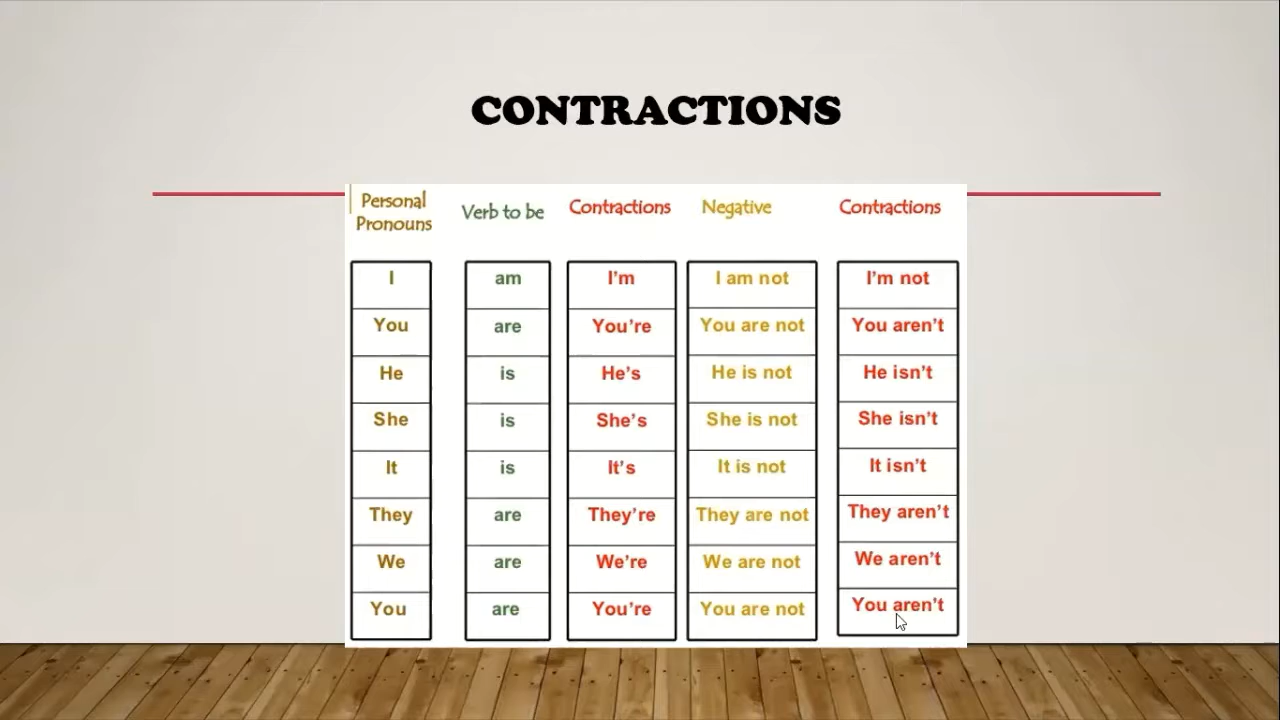 CONTRACTIONS
Personal Pronouns Verb to be Contractions Negative Contractions
I am I'm I am not I'm not
You are You're You are not You aren't
He is He's He is not He isn't
She is She's She is not She isn't
It is It's It is not It isn't
They are They're They are not They aren't
We are We're We are not We aren't
You are You're You are not You aren't